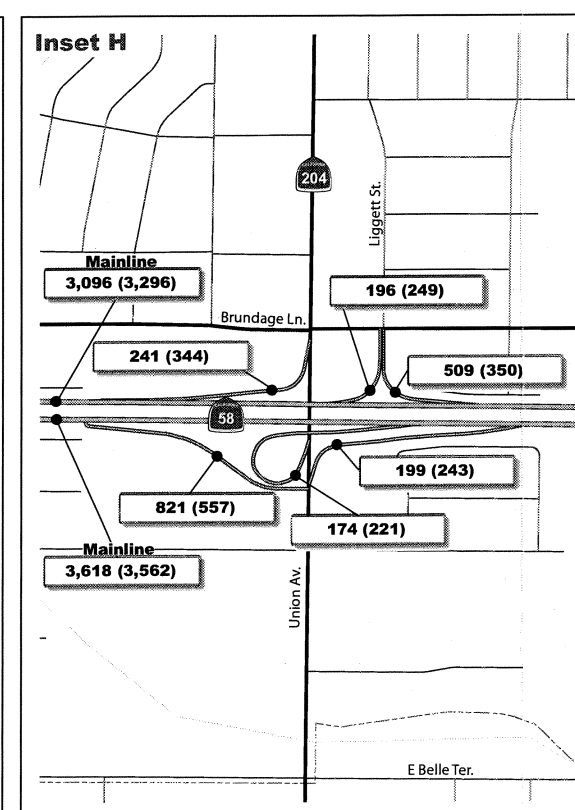 Inset H
204
Liggett St.
Mainline
3,096 (3,296)
196 (249)
Brundage Ln.
241 (344)
509 (350)
58
199 (243)
821 (557)
174 (221)
Mainline
3,618 (3,562)
Union Av.
E Belle Ter.